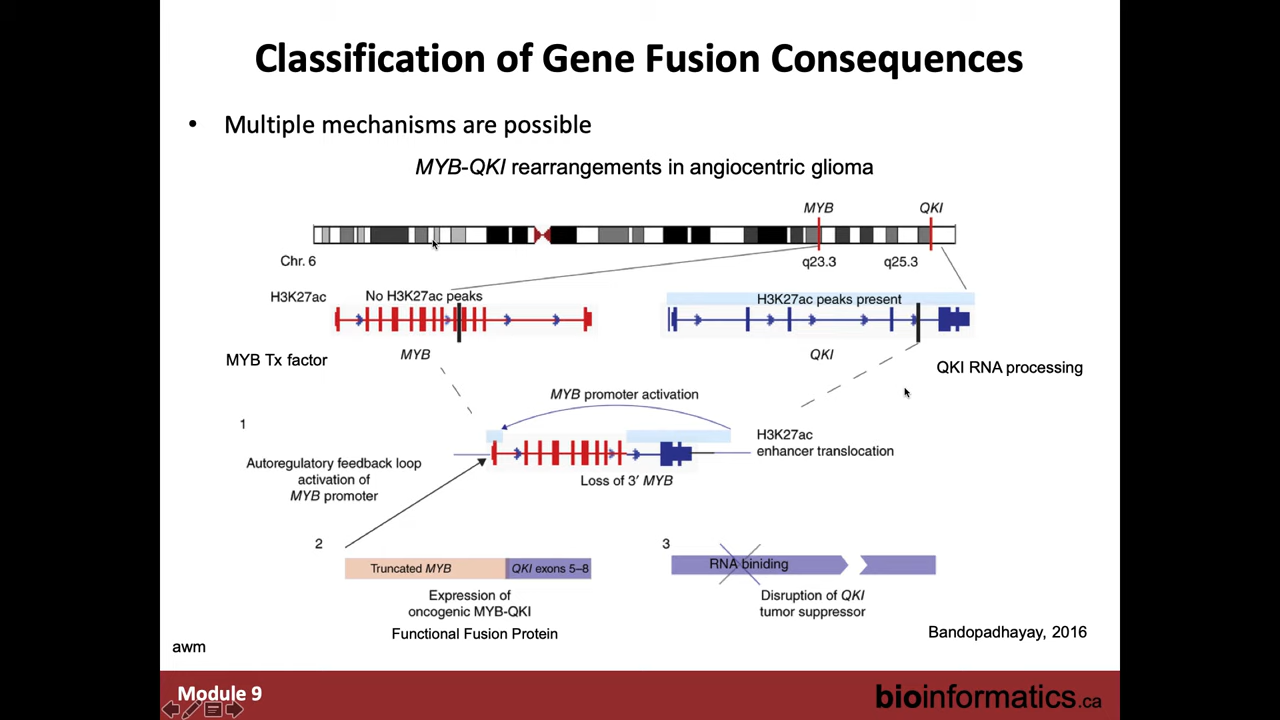 Classification of Gene Fusion Consequences
• Multiple mechanisms are possible
MYB-QKI rearrangements in angiocentric glioma
MYB
QKI
Chr. 6
q23.3
q25.3
H3K27ac
No H3K27ac peaks
H3K27ac peaks present
MYB Tx factor
MYB
QKI
QKI RNA processing
MYB promoter activation
1
Autoregulatory feedback loop
activation of
MYB promoter
H3K27ac
enhancer translocation
Loss of 3′ MYB
2
Truncated MYB
QKI exons 5–8
Expression of
oncogenic MYB-QKI
Functional Fusion Protein
3
RNA biniding
Disruption of QKI
tumor suppressor
Bandopadhayay, 2016
awm
Module 9
bioinformatics.ca